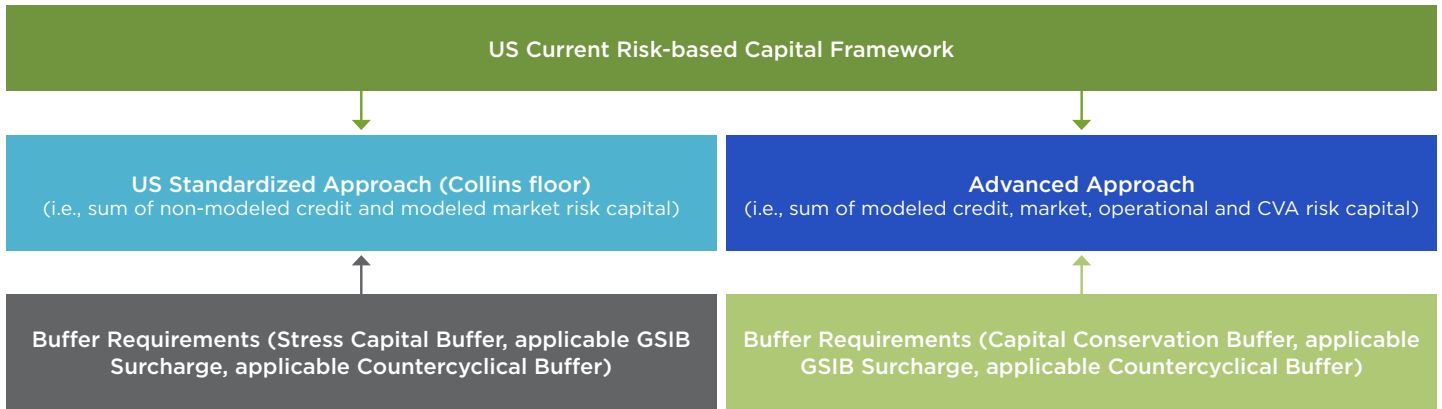 US Current Risk-based Capital Framework
US Standardized Approach (Collins floor)
(i.e., sum of non-modeled credit and modeled market risk capital)
Advanced Approach
(i.e., sum of modeled credit, market, operational and CVA risk capital)
Buffer Requirements (Stress Capital Buffer, applicable GSIB
Surcharge, applicable Countercyclical Buffer)
Buffer Requirements (Capital Conservation Buffer, applicable
GSIB Surcharge, applicable Countercyclical Buffer)